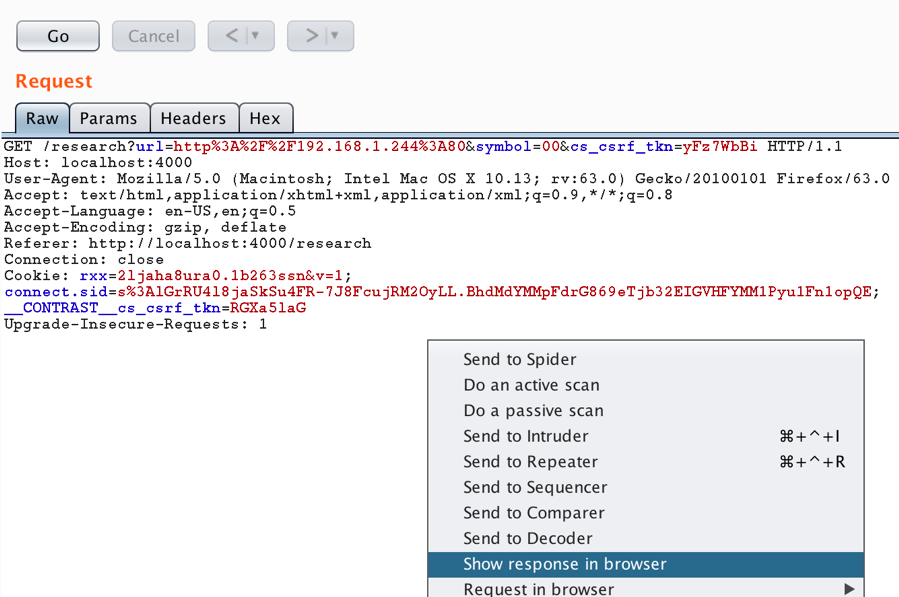 Go Cancel < ▼ > ▼
Request
Raw Params Headers Hex
GET /research?url=http%3A%2F%2F192.168.1.244%3A80&symbol=00&cs_csrf_tkn=yFz7WbBi HTTP/1.1
Host: localhost:4000
User-Agent: Mozilla/5.0 (Macintosh; Intel Mac OS X 10.13; rv:63.0) Gecko/20100101 Firefox/63.0
Accept: text/html,application/xhtml+xml,application/xml;q=0.9,*/*;q=0.8
Accept-Language: en-US,en;q=0.5
Accept-Encoding: gzip, deflate
Referer: http://localhost:4000/research
Connection: close
Cookie: rxx=2ljaha8ura0.1b263ssn&v=1;
connect.sid=s%3AlGrRU4l8jaSkSu4FR-7J8FcujRM2OyLL.BhdMdYMMpFdrG869eTjb32EIGVHFYMM1Pyu1Fn1opQE;
__CONTRAST__cs_csrf_tkn=RGXa5laG
Upgrade-Insecure-Requests: 1
Send to Spider
Do an active scan
Do a passive scan
Send to Intruder ⌘+^+I
Send to Repeater ⌘+^+R
Send to Sequencer
Send to Comparer
Send to Decoder
Show response in browser
Request in browser ▶